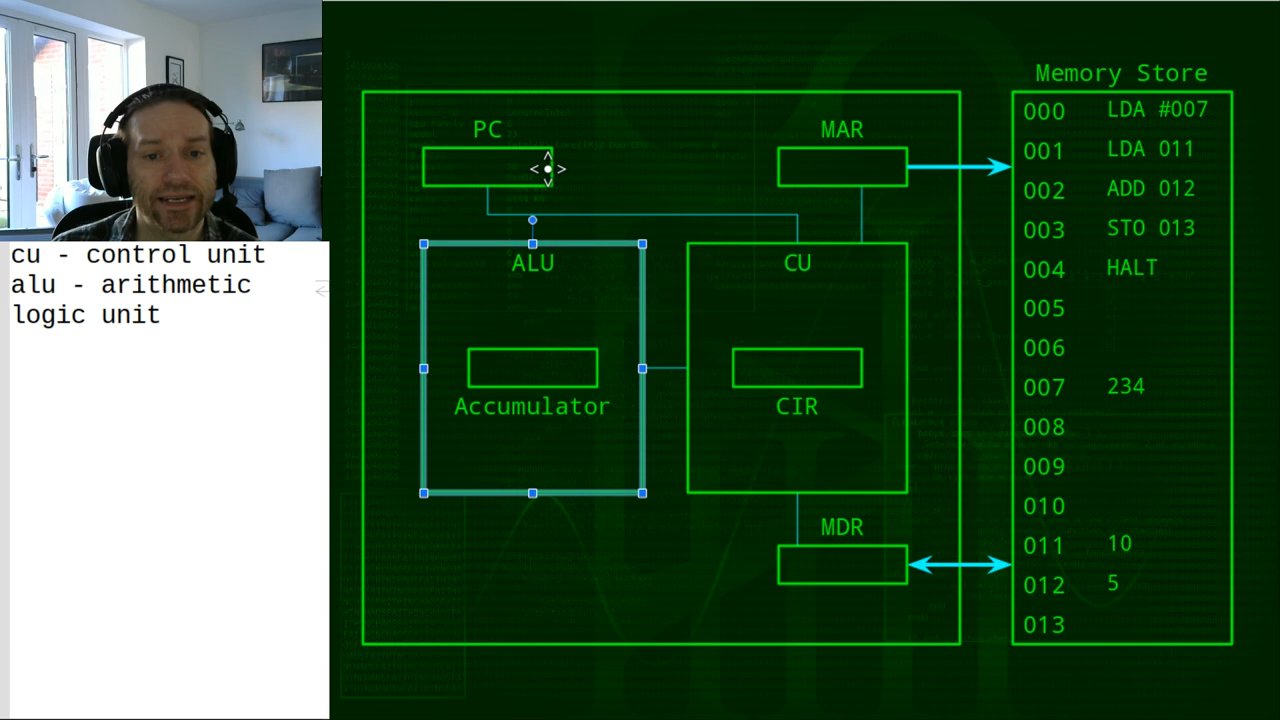 cu - control unit
alu - arithmetic
logic unit
PC
MAR
ALU
CU
Accumulator
CIR
MDR
Memory Store
000 LDA #007
001 LDA 011
002 ADD 012
003 STO 013
004 HALT
005
006
007 234
008
009
010
011 10
012 5
013